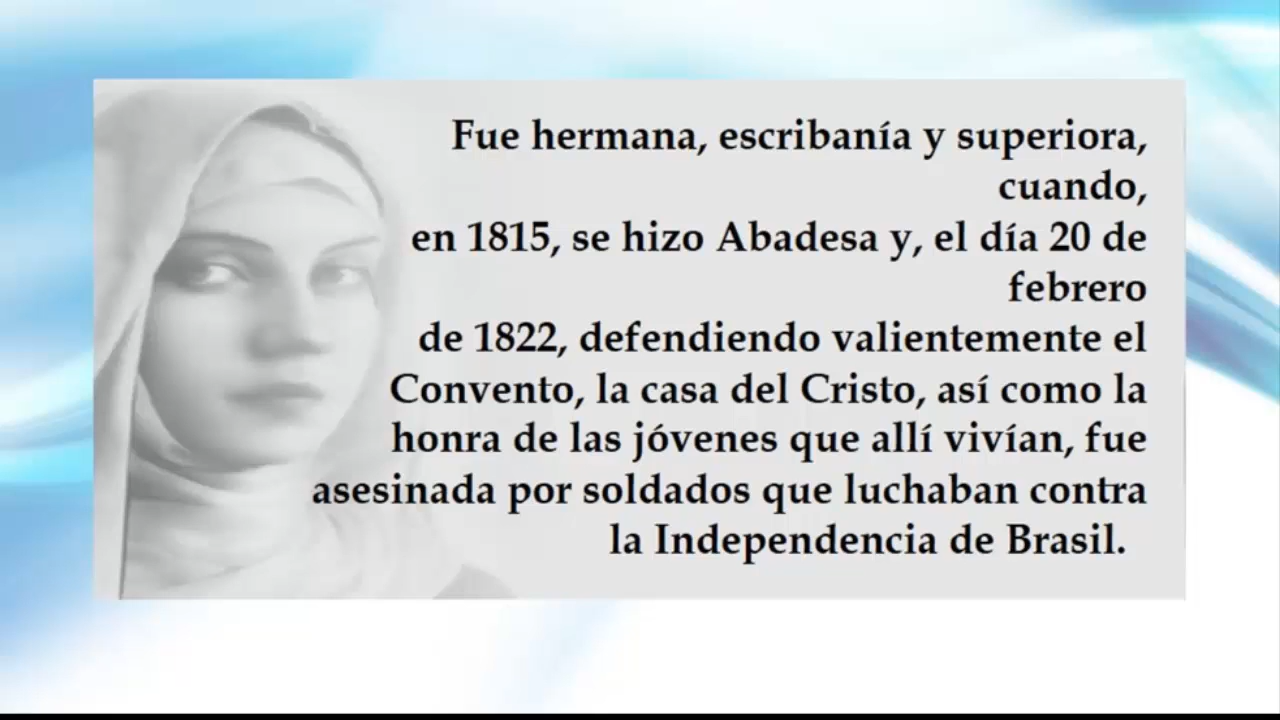 Fue hermana, escribanía y superiora,
cuando,
en 1815, se hizo Abadesa y, el día 20 de
febrero
de 1822, defendiendo valientemente el
Convento, la casa del Cristo, así como la
honra de las jóvenes que allí vivían, fue
asesinada por soldados que luchaban contra
la Independencia de Brasil.